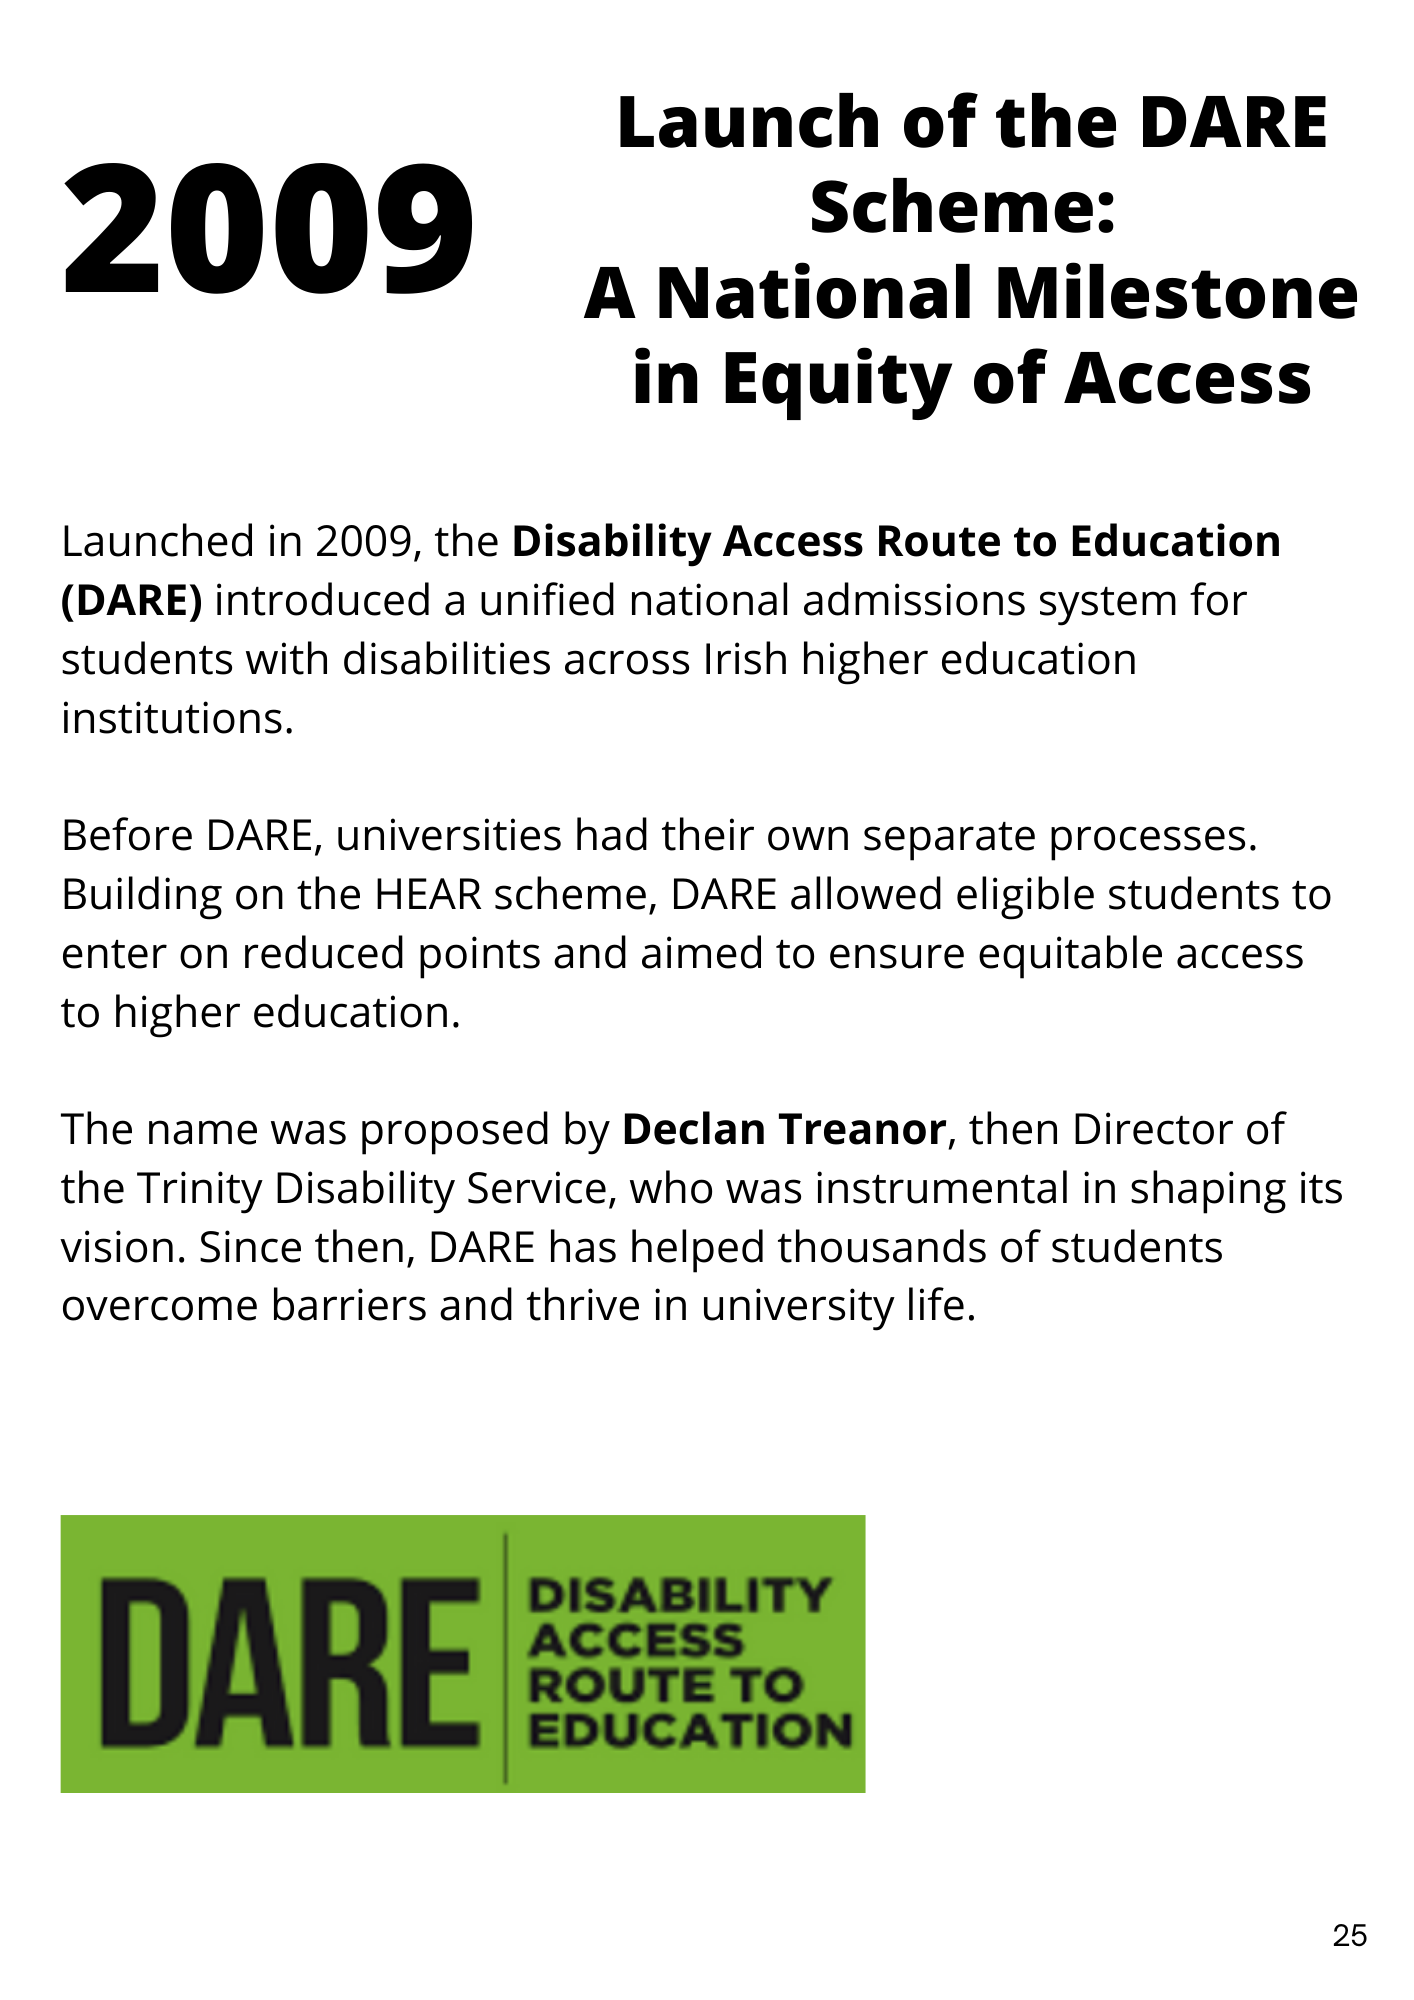 2009
Launch of the DARE
Scheme:
A National Milestone
in Equity of Access
Launched in 2009, the Disability Access Route to Education
(DARE) introduced a unified national admissions system for
students with disabilities across Irish higher education
institutions.
Before DARE, universities had their own separate processes.
Building on the HEAR scheme, DARE allowed eligible students to
enter on reduced points and aimed to ensure equitable access
to higher education.
The name was proposed by Declan Treanor, then Director of
the Trinity Disability Service, who was instrumental in shaping its
vision. Since then, DARE has helped thousands of students
overcome barriers and thrive in university life.
DARE
DISABILITY
ACCESS
ROUTE TO
EDUCATION
25